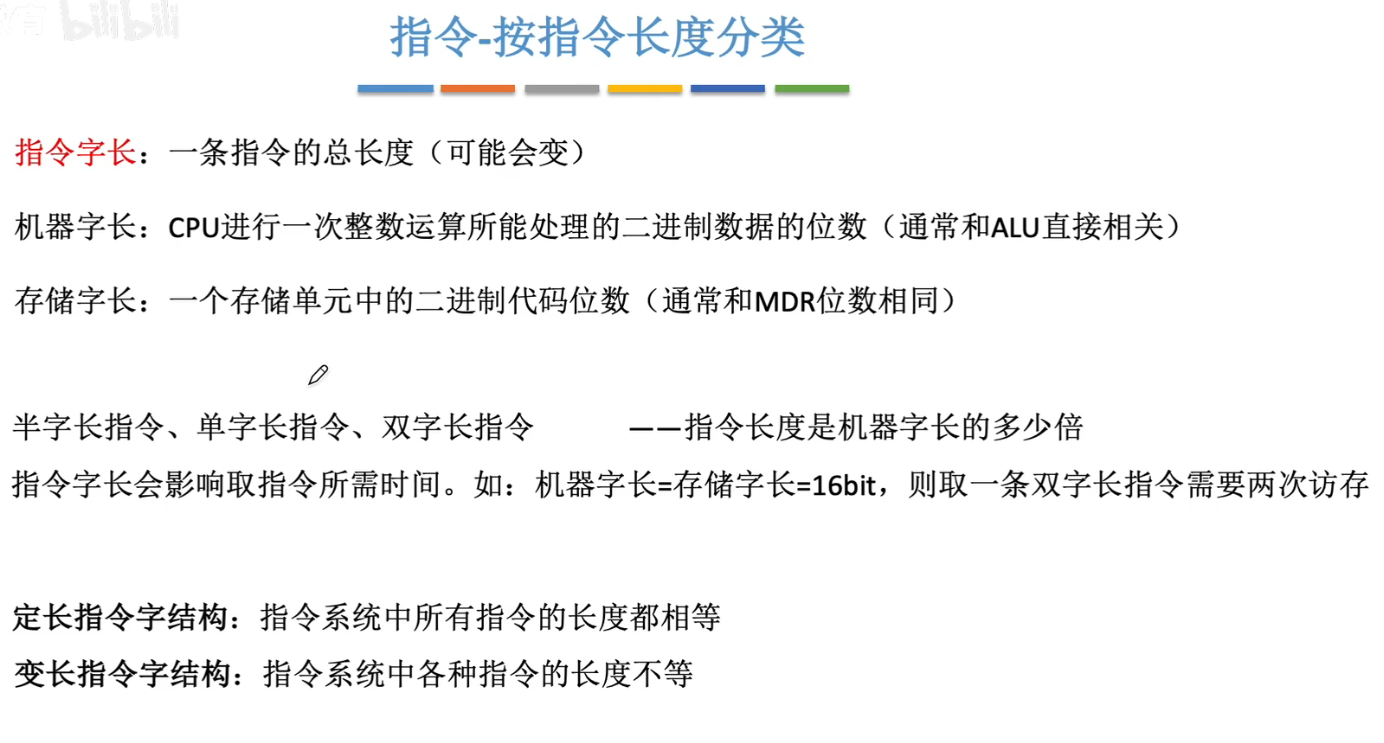 bilibili
指令-按指令长度分类
指令字长：一条指令的总长度（可能会变）
机器字长：CPU进行一次整数运算所能处理的二进制数据的位数（通常和ALU直接相关）
存储字长：一个存储单元中的二进制代码位数（通常和MDR位数相同）
半字长指令、单字长指令、双字长指令 ——指令长度是机器字长的多少倍
指令字长会影响取指令所需时间。如：机器字长=存储字长=16bit，则取一条双字长指令需要两次访存
定长指令字结构：指令系统中所有指令的长度都相等
变长指令字结构：指令系统中各种指令的长度不等